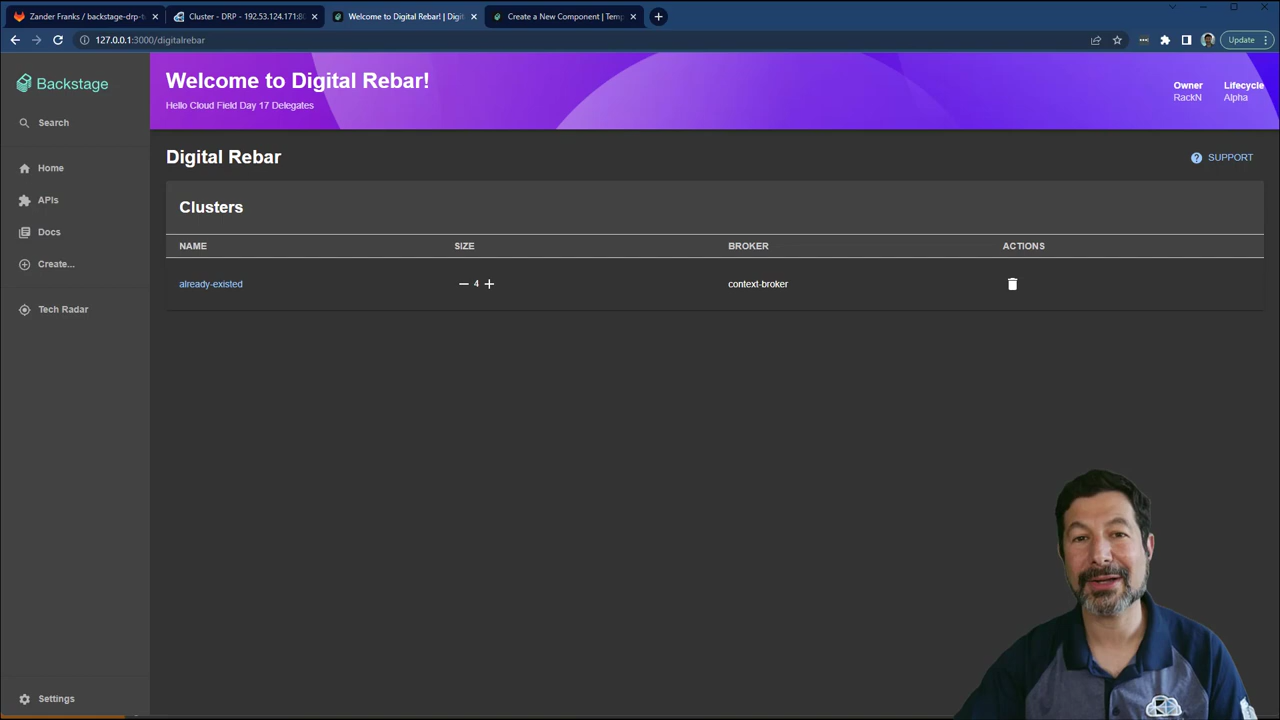 Zander Franks / backstage-drp-t
Cluster - DRP - 192.53.124.171:8
Welcome to Digital Rebar! | Digit
Create a New Component | Temp
127.0.0.1:3000/digitalrebar
Update
Backstage
Search
Home
APIs
Docs
Create...
Tech Radar
Settings
Welcome to Digital Rebar!
Hello Cloud Field Day 17 Delegates
Owner
RackN
Lifecycle
Alpha
Digital Rebar
SUPPORT
Clusters
NAME SIZE BROKER ACTIONS
already-existed 4 context-broker